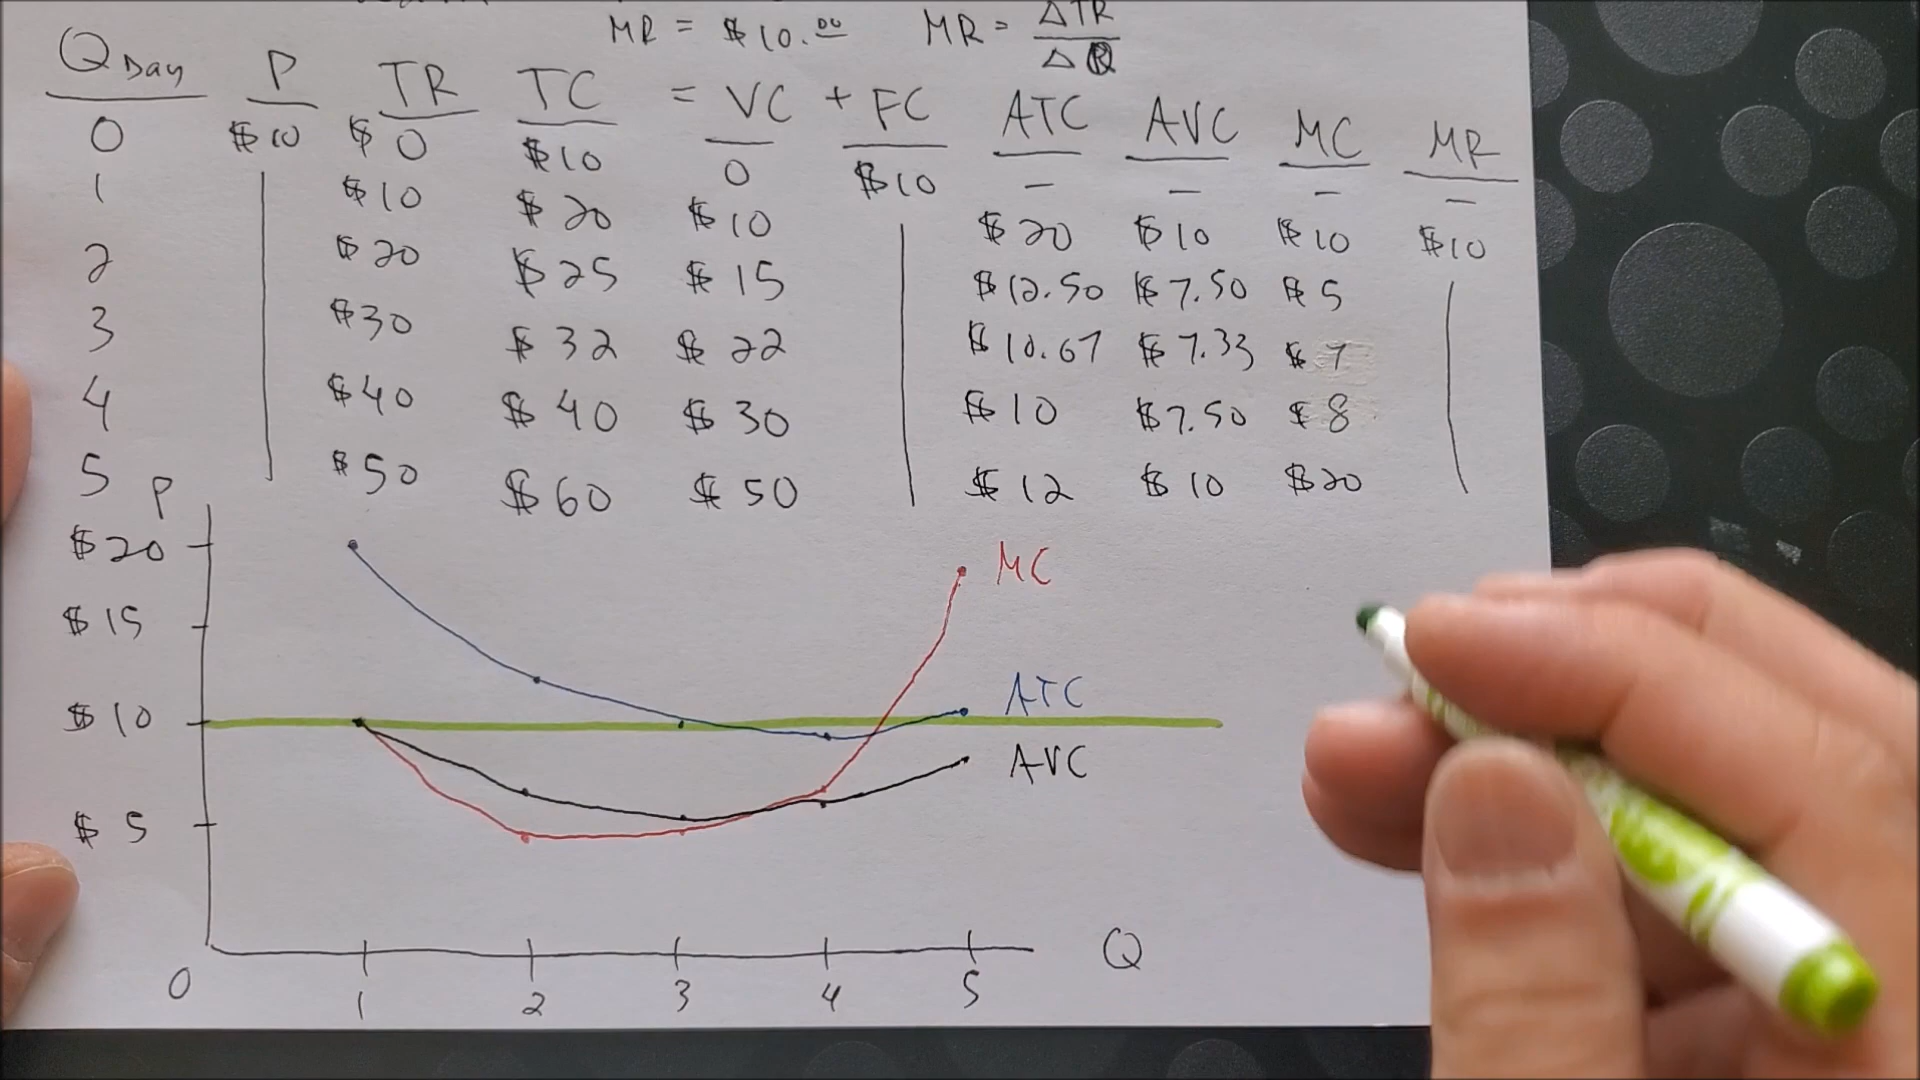 MR = $10.00 MR = ΔTR / ΔQ
Q Day P TR TC = VC + FC ATC AVC MC MR
0 $10 $0 $10 0 $10 – – – –
1 $10 $20 $10 $20 $10 $10 $10
2 $20 $25 $15 $12.50 $7.50 $5
3 $30 $32 $22 $10.67 $7.33 $7
4 $40 $40 $30 $10 $7.50 $8
5 $50 $60 $50 $12 $10 $20
P
$20
MC
$15
ATC
$10
AVC
$5
Q
0 1 2 3 4 5